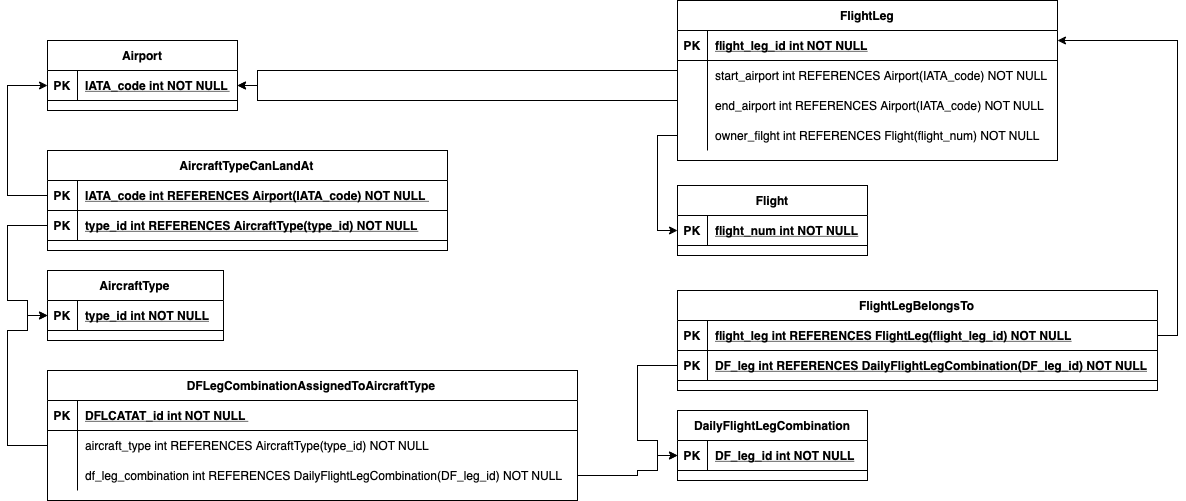 Airport
PK IATA_code int NOT NULL
AircraftTypeCanLandAt
PK IATA_code int REFERENCES Airport(IATA_code) NOT NULL
PK type_id int REFERENCES AircraftType(type_id) NOT NULL
AircraftType
PK type_id int NOT NULL
DFLegCombinationAssignedToAircraftType
PK DFLCATAT_id int NOT NULL
aircraft_type int REFERENCES AircraftType(type_id) NOT NULL
df_leg_combination int REFERENCES DailyFlightLegCombination(DF_leg_id) NOT NULL
FlightLeg
PK flight_leg_id int NOT NULL
start_airport int REFERENCES Airport(IATA_code) NOT NULL
end_airport int REFERENCES Airport(IATA_code) NOT NULL
owner_filght int REFERENCES Flight(flight_num) NOT NULL
Flight
PK flight_num int NOT NULL
FlightLegBelongsTo
PK flight_leg int REFERENCES FlightLeg(flight_leg_id) NOT NULL
PK DF_leg int REFERENCES DailyFlightLegCombination(DF_leg_id) NOT NULL
DailyFlightLegCombination
PK DF_leg_id int NOT NULL